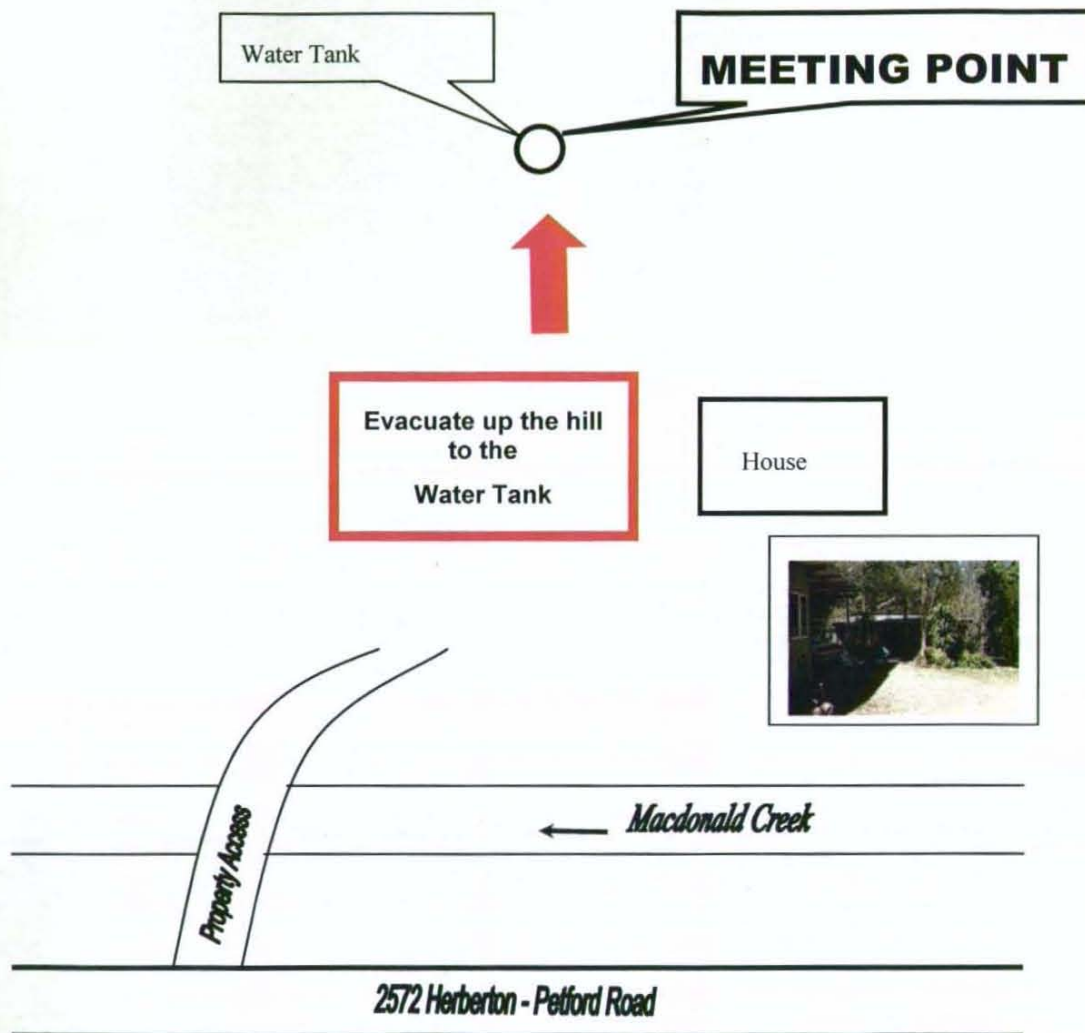 Water Tank
MEETING POINT
Evacuate up the hill
to the
Water Tank
House
Macdonald Creek
Property Access
2572 Herberton - Petford Road